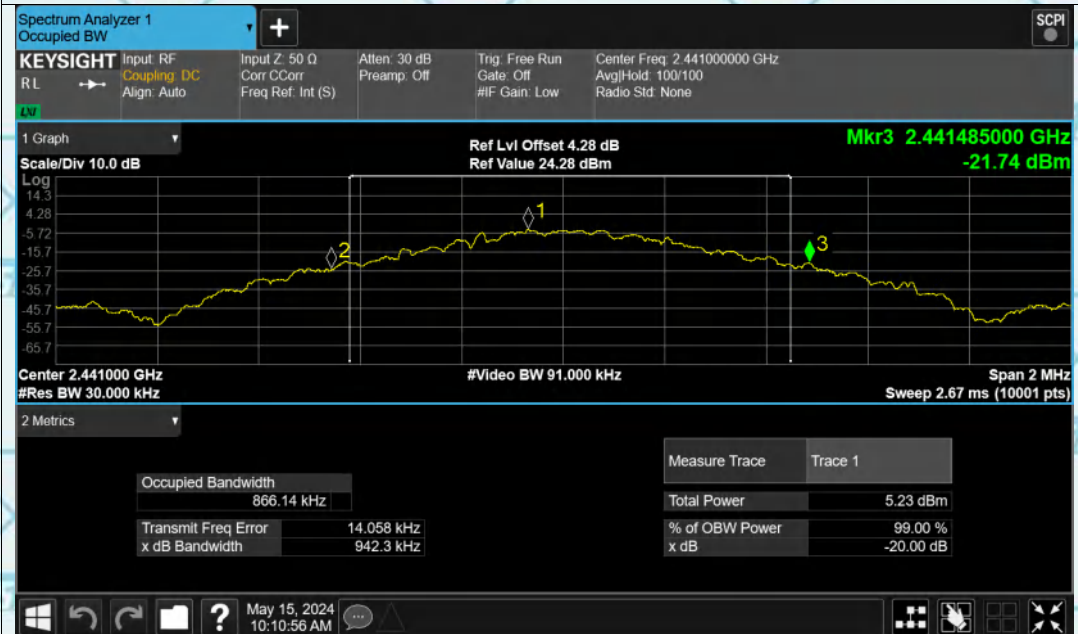 Spectrum Analyzer 1
Occupied BW
+
SCPI
KEYSIGHT Input: RF Input Z: 50 Ω Atten: 30 dB Trig: Free Run Center Freq: 2.441000000 GHz
RL Coupling: DC Corr CCorr Preamp: Off Gate: Off Avg|Hold: 100/100
Align: Auto Freq Ref: Int (S) #IF Gain: Low Radio Std: None
LXI
1 Graph
Ref Lvl Offset 4.28 dB Mkr3 2.441485000 GHz
Scale/Div 10.0 dB Ref Value 24.28 dBm -21.74 dBm
Log
14.3
4.28
-5.72
-15.7
-25.7
-35.7
-45.7
-55.7
-65.7
1
2
3
Center 2.441000 GHz #Video BW 91.000 kHz Span 2 MHz
#Res BW 30.000 kHz Sweep 2.67 ms (10001 pts)
2 Metrics
Measure Trace Trace 1
Occupied Bandwidth
866.14 kHz Total Power 5.23 dBm
Transmit Freq Error 14.058 kHz % of OBW Power 99.00 %
x dB Bandwidth 942.3 kHz x dB -20.00 dB
?
May 15, 2024
10:10:56 AM